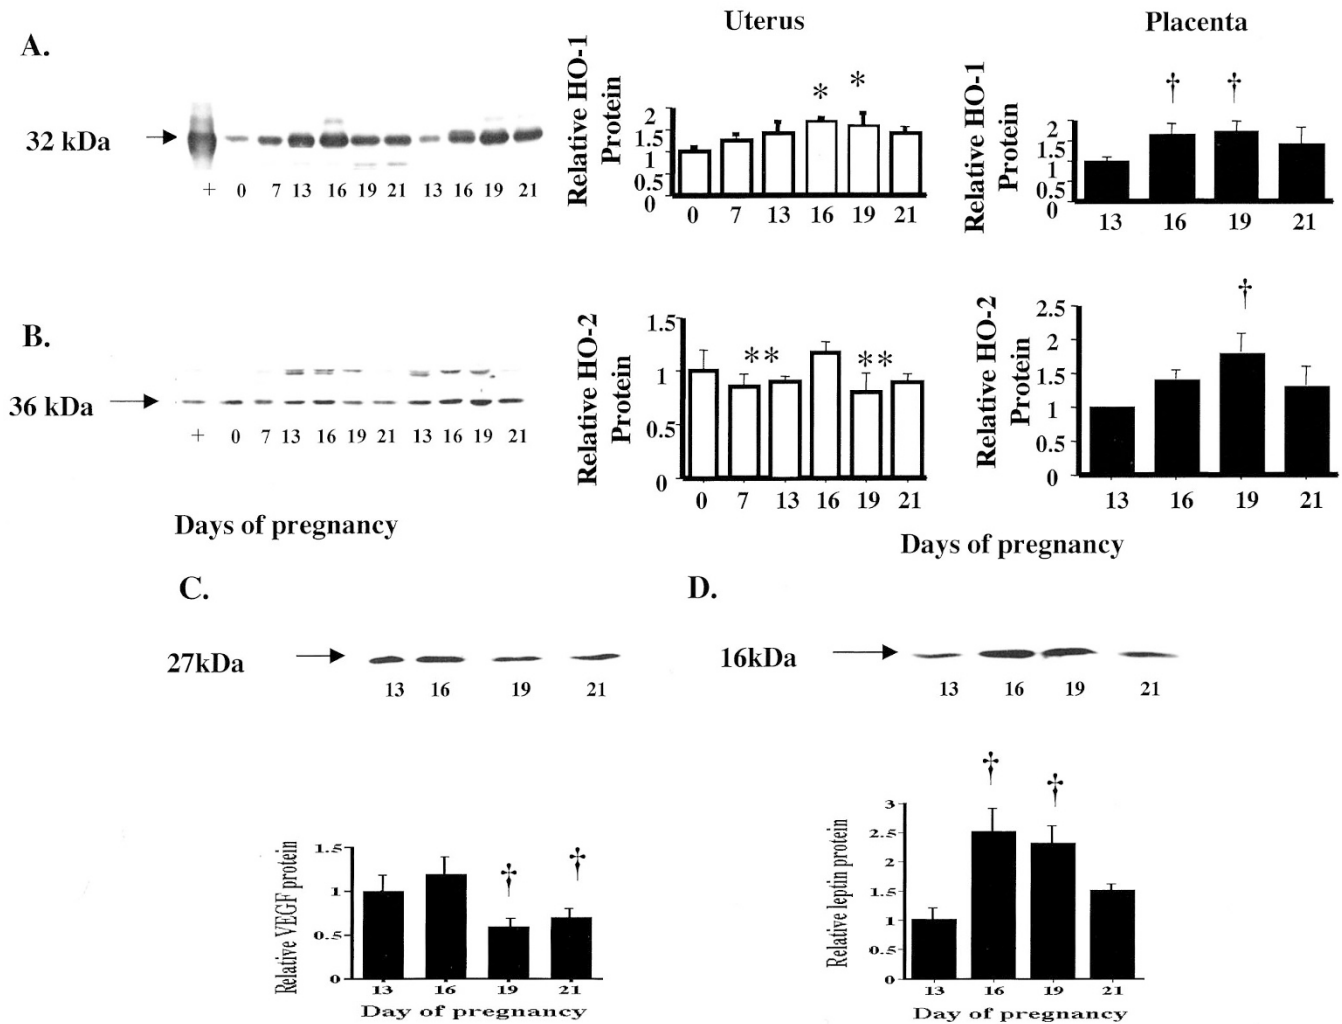 A.
32 kDa
+ 0 7 13 16 19 21 13 16 19 21
Uterus
Relative HO-1
Protein
2
1.5
1
0.5
0
* *
0 7 13 16 19 21
Placenta
Relative HO-1
Protein
2
1.5
1
0.5
0
† †
13 16 19 21
B.
36 kDa
+ 0 7 13 16 19 21 13 16 19 21
Days of pregnancy
Relative HO-2
Protein
1.5
1
0.5
0
** **
0 7 13 16 19 21
Relative HO-2
Protein
2.5
2
1.5
1
0.5
0
†
13 16 19 21
Days of pregnancy
C.
27kDa
13 16 19 21
Relative VEGF protein
1.5
1
0.5
0
‡ ‡
13 16 19 21
Day of pregnancy
D.
16kDa
13 16 19 21
Relative leptin protein
3
2.5
2
1.5
1
0.5
0
‡ ‡
13 16 19 21
Day of pregnancy